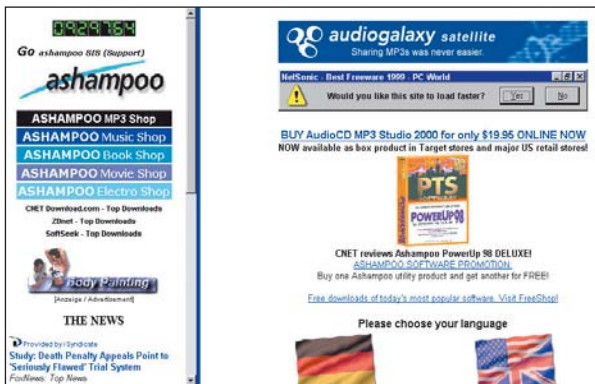 0929764
Go ashampoo SIS (Support)
ashampoo
ASHAMPOO MP3 Shop
ASHAMPOO Music Shop
ASHAMPOO Book Shop
ASHAMPOO Movie Shop
ASHAMPOO Electro Shop
CNET Download.com - Top Downloads
ZDnet - Top Downloads
SoftSeek - Top Downloads
Body Painting
[Anzeige / Advertisement]
THE NEWS
Provided by iSyndicate
Study: Death Penalty Appeals Point to
'Seriously Flawed' Trial System
FoxNews: Top News
audiogalaxy satellite
Sharing MP3s was never easier.
NetSonic - Best Freeware 1999 - PC World
Would you like this site to load faster?
Yes
No
BUY AudioCD MP3 Studio 2000 for only $19.95 ONLINE NOW
NOW available as box product in Target stores and major US retail stores!
PTS
POWERUP98
CNET reviews Ashampoo PowerUp 98 DELUXE!
ASHAMPOO SOFTWARE PROMOTION.
Buy one Ashampoo utility product and get another for FREE!
Free downloads of today's most popular software. Visit FreeShop!
Please choose your language